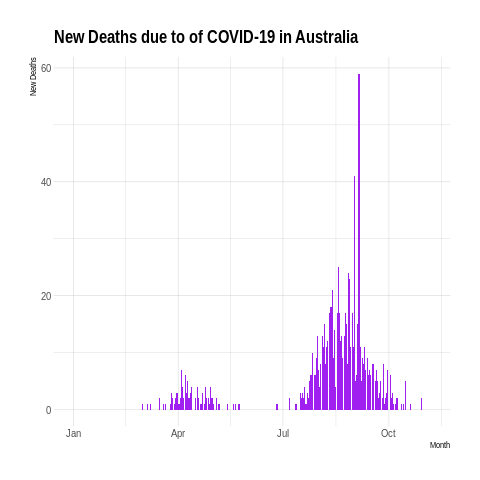 New Deaths due to of COVID-19 in Australia
New Deaths
60
40
20
0
Jan Apr Jul Oct
Month